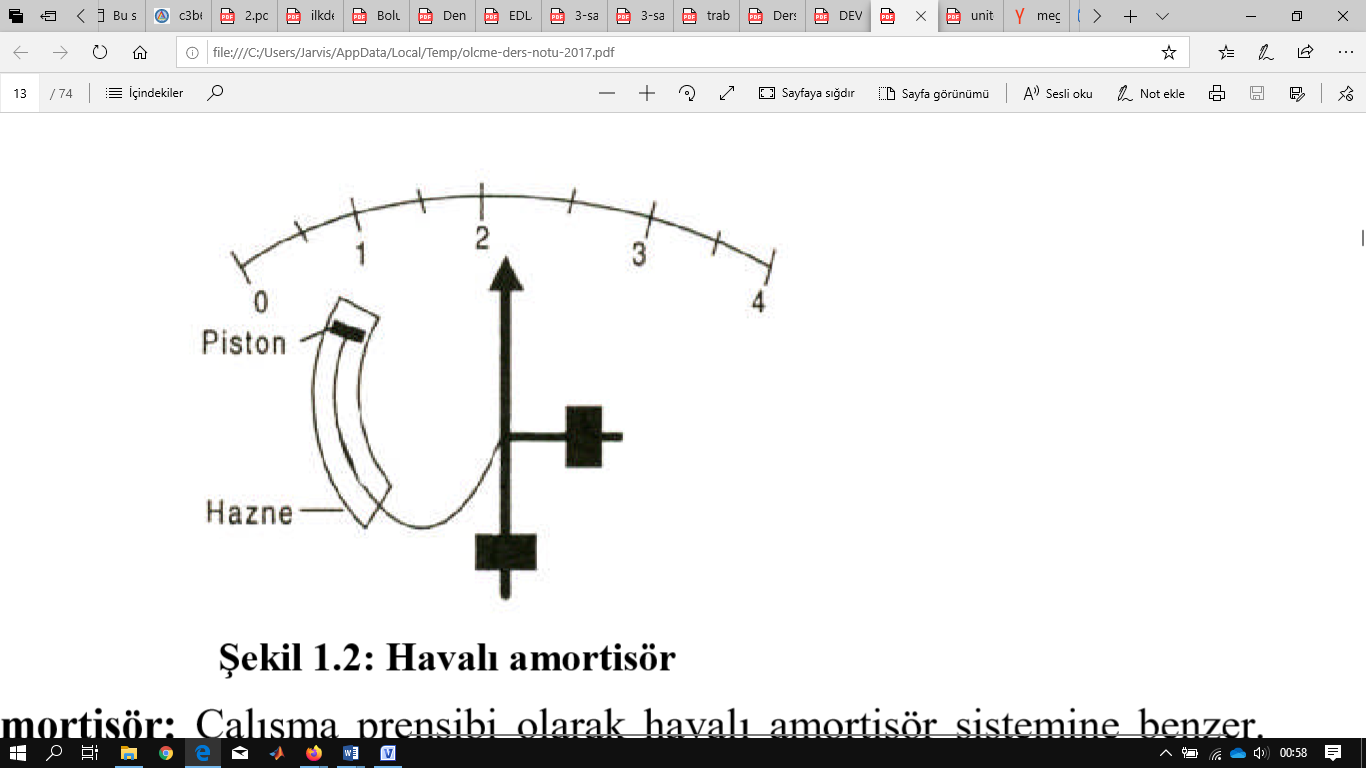 Bu s c3b6 2.pc ilkde Bolu Den EDL 3-sa 3-sa trab Ders DEV unit meg
file:///C:/Users/Jarvis/AppData/Local/Temp/olcme-ders-notu-2017.pdf
13 / 74 İçindekiler Sayfaya sığdır Sayfa görünümü Sesli oku Not ekle
0 1 2 3 4
Piston
Hazne
Şekil 1.2: Havalı amortisör
mortisör: Çalışma prensibi olarak havalı amortisör sistemine benzer.
00:58